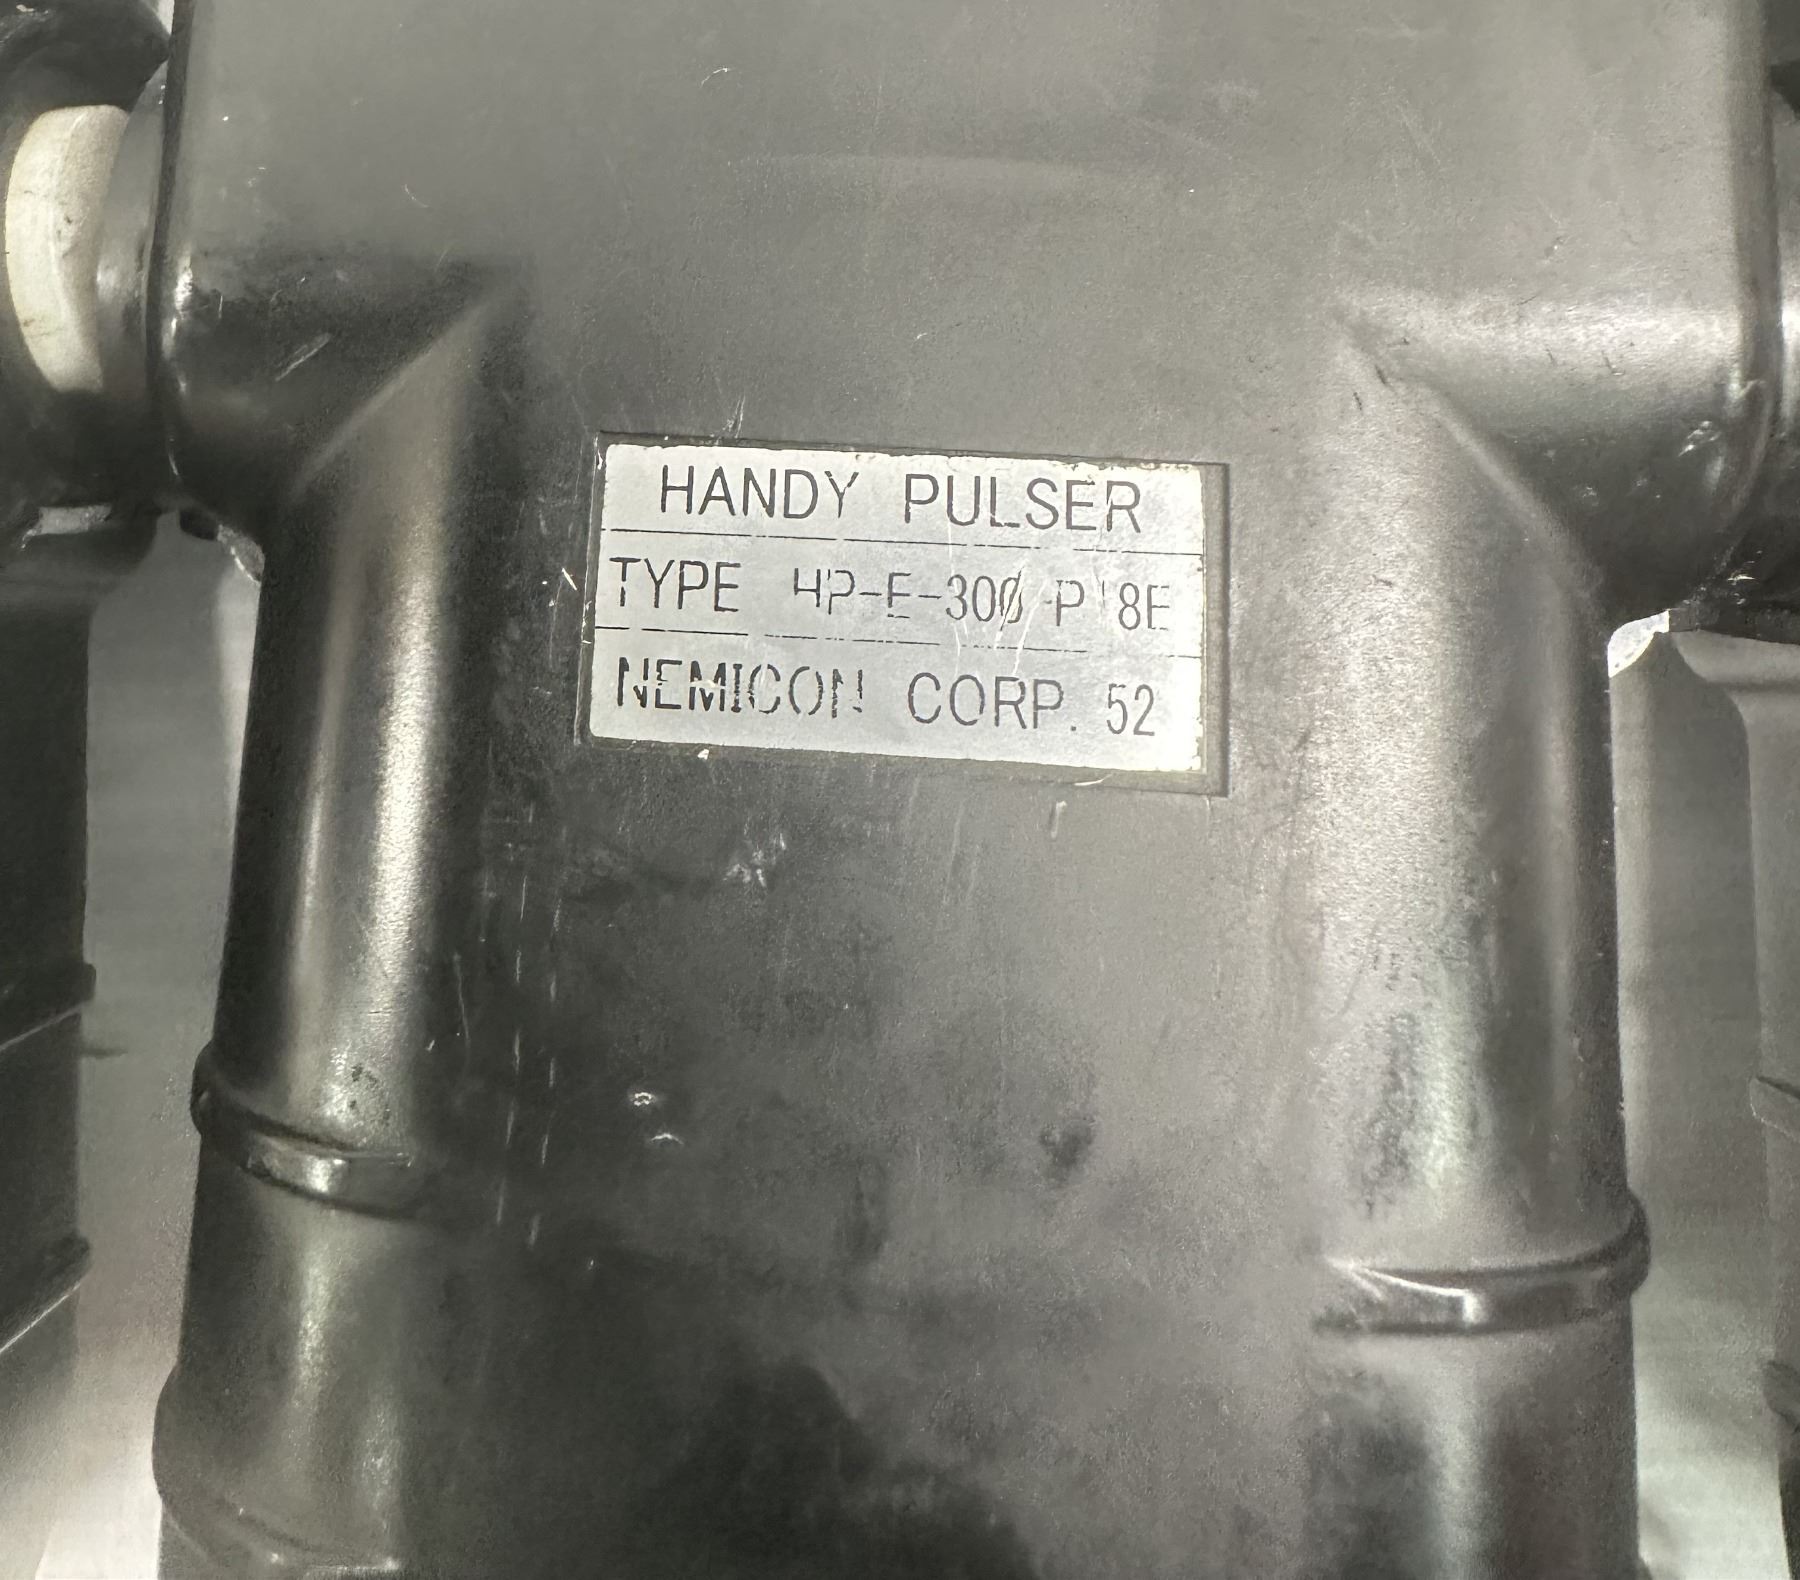 HANDY PULSER
TYPE HP-E-300 P 8E
NEMICON CORP. 52